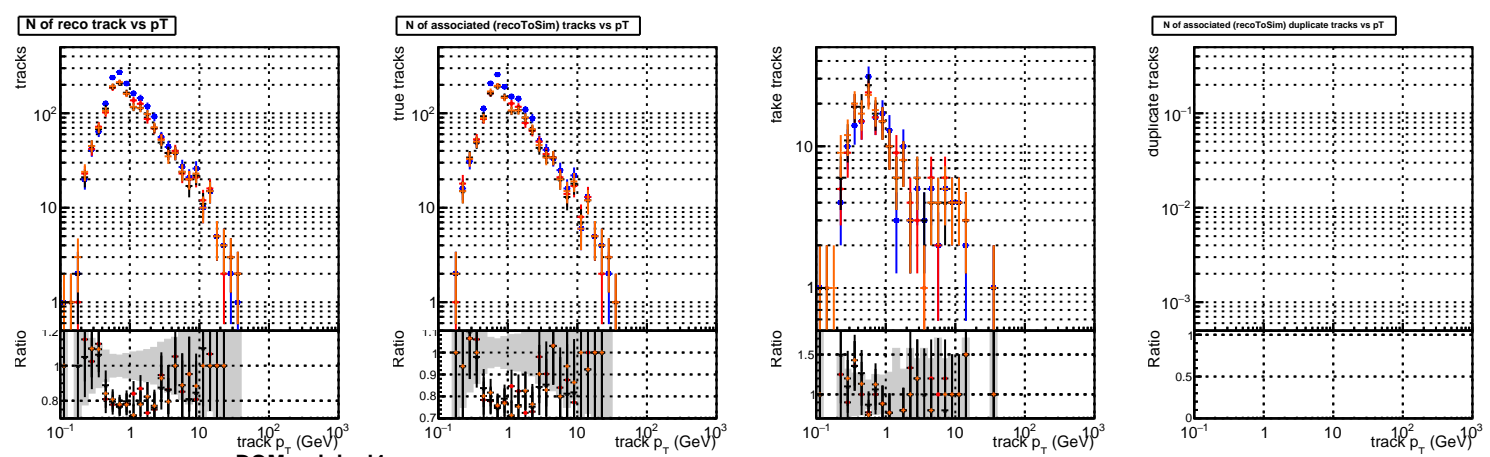 N of reco track vs pT
tracks
10²
10
1
Ratio
1.2
1
0.8
10⁻¹ 1 10 10² 10³
track p_T (GeV)
N of associated (recoToSim) tracks vs pT
true tracks
10²
10
1
Ratio
1.1
1
0.9
0.8
0.7
10⁻¹ 1 10 10² 10³
track p_T (GeV)
fake tracks
10
1
Ratio
1.5
1
10⁻¹ 1 10 10² 10³
track p_T (GeV)
N of associated (recoToSim) duplicate tracks vs pT
duplicate tracks
10⁻¹
10⁻²
10⁻³
Ratio
1
0.5
0
10⁻¹ 1 10 10² 10³
track p_T (GeV)